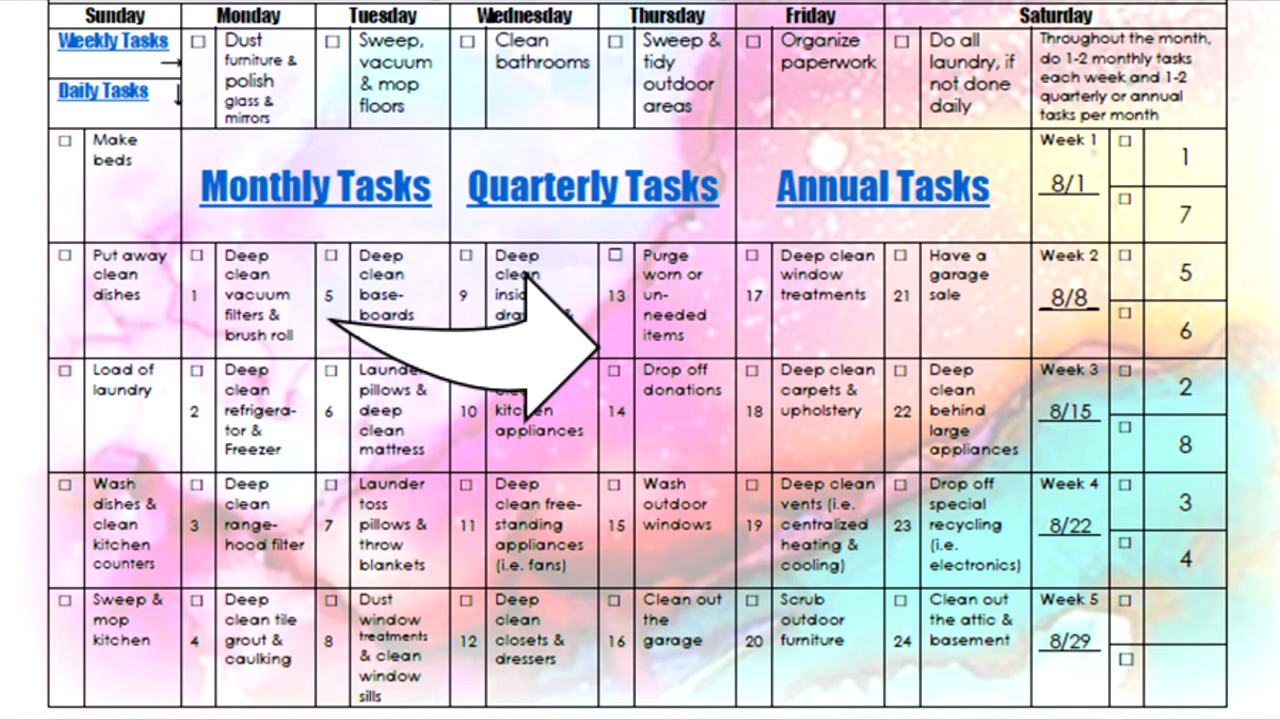 Sunday Monday Tuesday Wednesday Thursday Friday Saturday
Weekly Tasks
Daily Tasks
Dust
furniture &
polish
glass &
mirrors
Sweep,
vacuum
& mop
floors
Clean
bathrooms
Sweep &
tidy
outdoor
areas
Organize
paperwork
Do all
laundry, if
not done
daily
Throughout the month,
do 1-2 monthly tasks
each week and 1-2
quarterly or annual
tasks per month
Make
beds
Monthly Tasks
Quarterly Tasks
Annual Tasks
Week 1
8/1
1
7
Put away
clean
dishes
1
Deep
clean
vacuum
filters &
brush roll
5
Deep
clean
base-
boards
9
Deep
clean
&
13
Purge
worn or
un-
needed
items
17
Deep clean
window
treatments
21
Have a
garage
sale
Week 2
8/8
5
6
Load of
laundry
2
Deep
clean
refrigera-
tor &
Freezer
6
pillows &
deep
clean
mattress
10
kitchen
appliances
14
Drop off
donations
18
Deep clean
carpets &
upholstery
22
Deep
clean
behind
large
appliances
Week 3
8/15
2
8
Wash
dishes &
clean
kitchen
counters
3
Deep
clean
range-
hood filter
7
Launder
toss
pillows &
throw
blankets
11
Deep
clean free-
standing
appliances
(i.e. fans)
15
Wash
outdoor
windows
19
Deep clean
vents (i.e.
centralized
heating &
cooling)
23
Drop off
special
recycling
(i.e.
electronics)
Week 4
8/22
3
4
Sweep &
mop
kitchen
4
Deep
clean tile
grout &
caulking
8
Dust
window
treatments
& clean
window
sills
12
Deep
clean
closets &
dressers
16
Clean out
the
garage
20
Scrub
outdoor
furniture
24
Clean out
the attic &
basement
Week 5
8/29